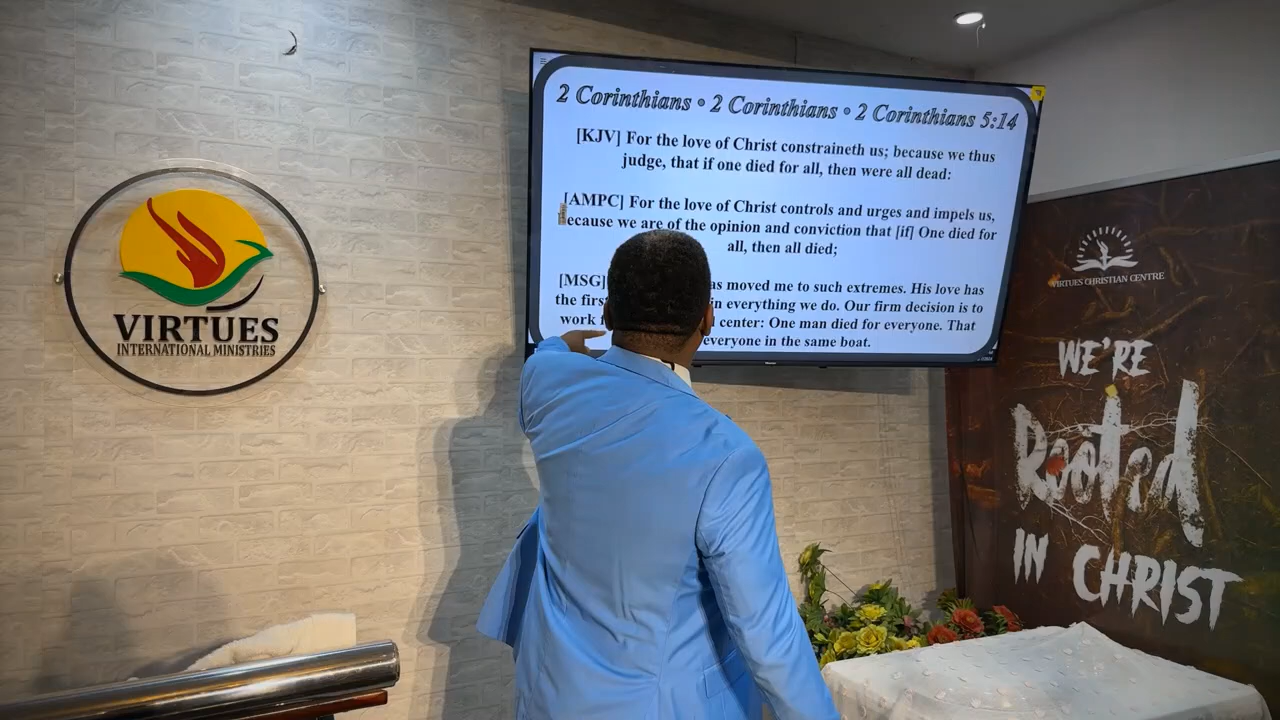 VIRTUES
INTERNATIONAL MINISTRIES
2 Corinthians • 2 Corinthians • 2 Corinthians 5:14
[KJV] For the love of Christ constraineth us; because we thus
judge, that if one died for all, then were all dead:
[AMPC] For the love of Christ controls and urges and impels us,
ecause we are of the opinion and conviction that [if] One died for
all, then all died;
[MSG] as moved me to such extremes. His love has
the first in everything we do. Our firm decision is to
work center: One man died for everyone. That
everyone in the same boat.
VIRTUES CHRISTIAN CENTRE
WE'RE
Rooted
IN CHRIST